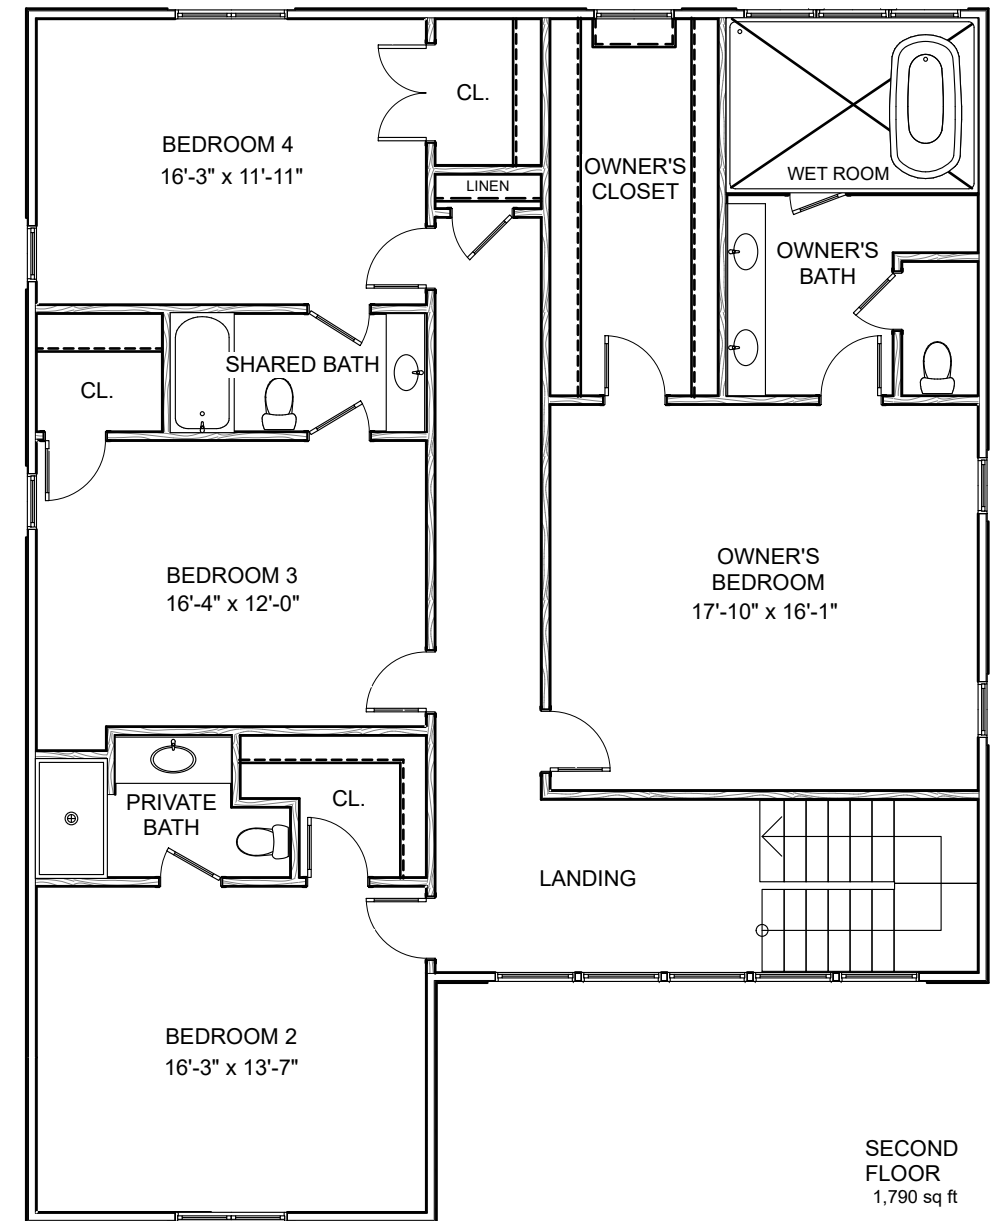 BEDROOM 4
16'-3" x 11'-11"
CL.
LINEN
OWNER'S
CLOSET
WET ROOM
OWNER'S
BATH
SHARED BATH
CL.
BEDROOM 3
16'-4" x 12'-0"
OWNER'S
BEDROOM
17'-10" x 16'-1"
PRIVATE
BATH
CL.
LANDING
BEDROOM 2
16'-3" x 13'-7"
SECOND
FLOOR
1,790 sq ft